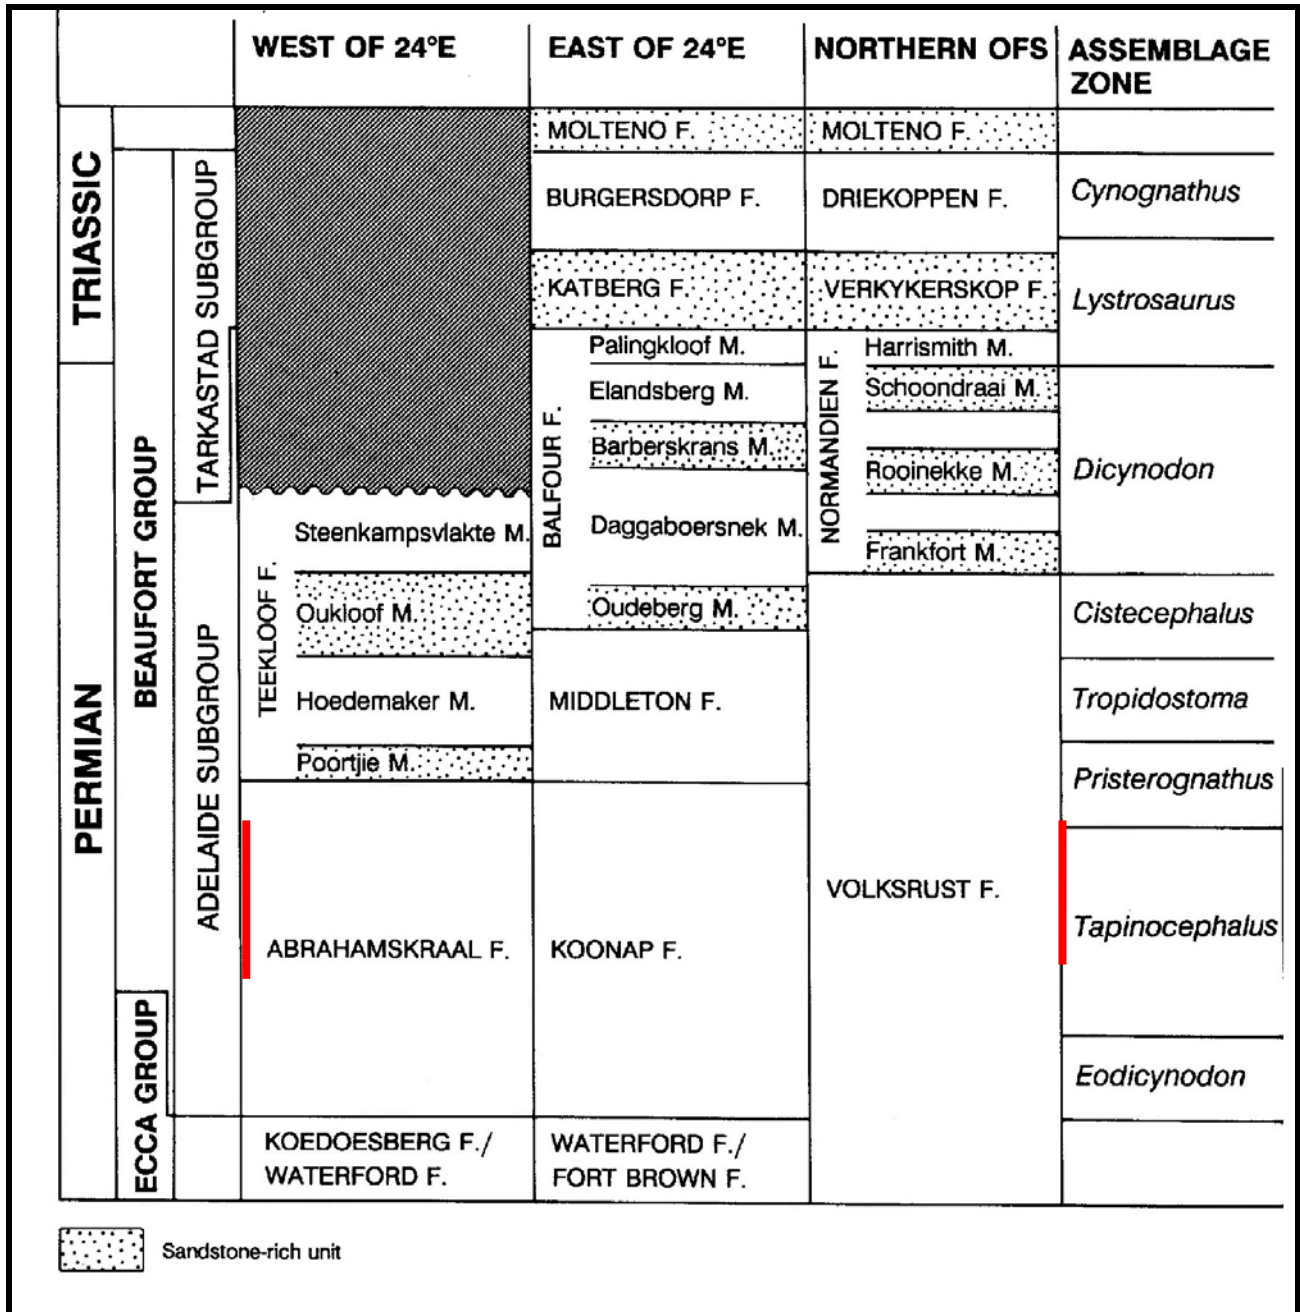 WEST OF 24°E
EAST OF 24°E
NORTHERN OFS
ASSEMBLAGE
ZONE
TRIASSIC
PERMIAN
BEAUFORT GROUP
ECCA GROUP
TARKASTAD SUBGROUP
ADELAIDE SUBGROUP
TEEKLOOF F.
Steenkampsvlakte M.
Oukloof M.
Hoedemaker M.
Poortjie M.
ABRAHAMSKRAAL F.
KOEDOESBERG F./
WATERFORD F.
MOLTENO F.
BURGERSDORP F.
KATBERG F.
BALFOUR F.
Palingkloof M.
Elandsberg M.
Barberskrans M.
Daggaboersnek M.
Oudeberg M.
MIDDLETON F.
KOONAP F.
WATERFORD F./
FORT BROWN F.
MOLTENO F.
DRIEKOPPEN F.
VERKYKERSKOP F.
NORMANDIEN F.
Harrismith M.
Schoondraai M.
Rooinekke M.
Frankfort M.
VOLKSRUST F.
Cynognathus
Lystrosaurus
Dicynodon
Cistecephalus
Tropidostoma
Pristerognathus
Tapinocephalus
Eodicynodon
Sandstone-rich unit